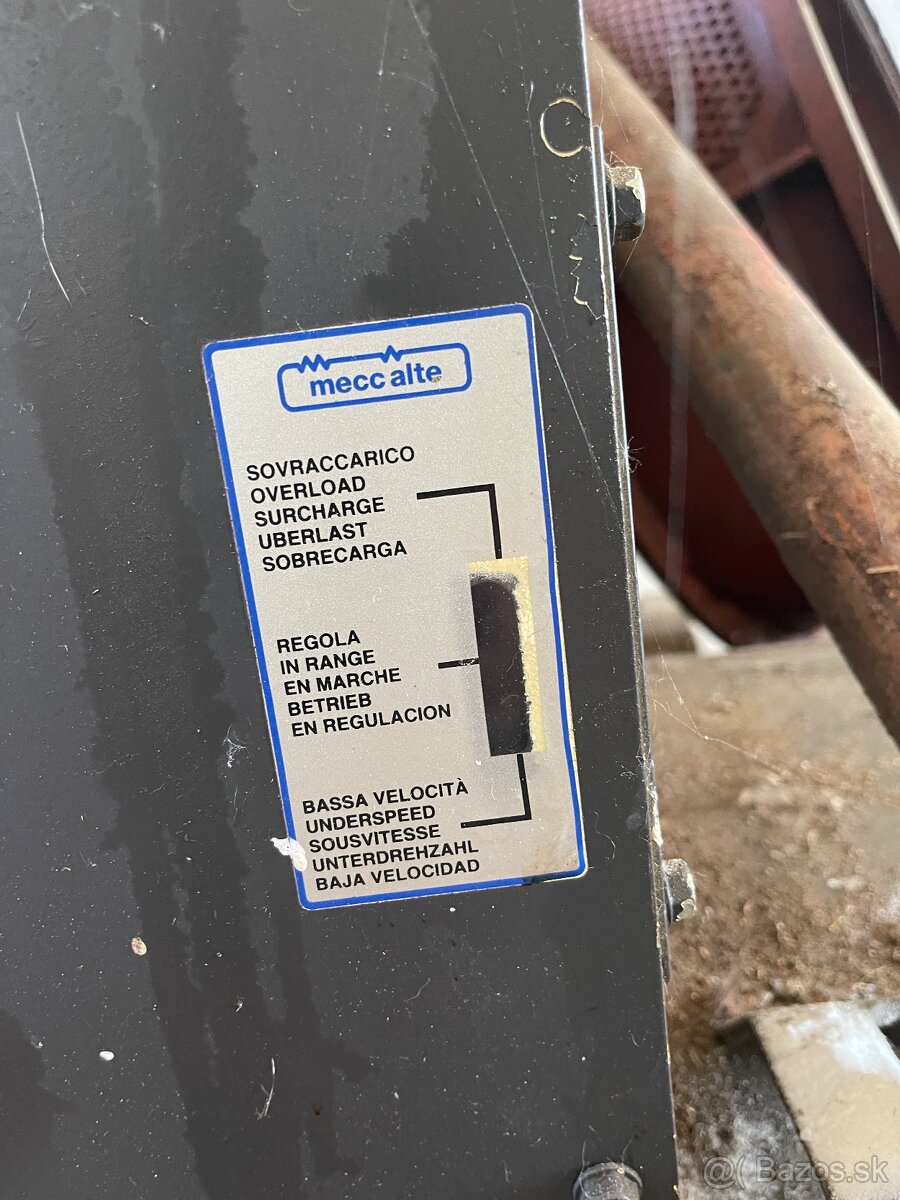 mecc alte
SOVRACCARICO
OVERLOAD
SURCHARGE
UBERLAST
SOBRECARGA
REGOLA
IN RANGE
EN MARCHE
BETRIEB
EN REGULACION
BASSA VELOCITÀ
UNDERSPEED
SOUSVITESSE
UNTERDREHZAHL
BAJA VELOCIDAD
@( Bazos.sk